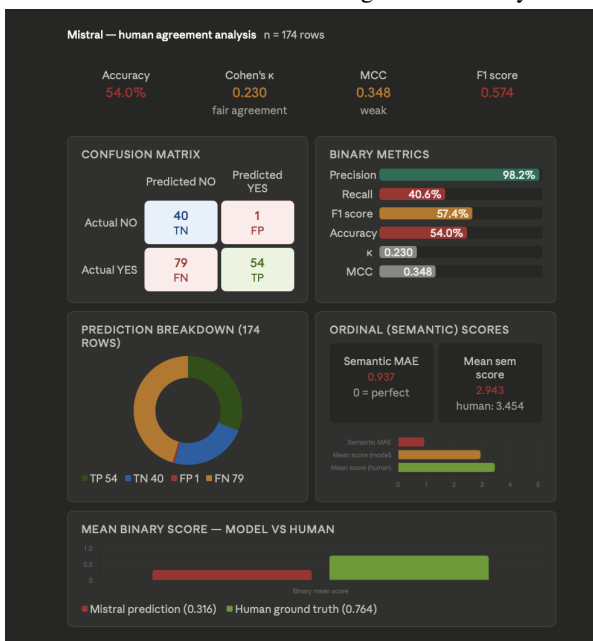 Mistral — human agreement analysis n = 174 rows
Accuracy
54.0%
Cohen's κ
0.230
fair agreement
MCC
0.348
weak
F1 score
0.574
CONFUSION MATRIX
Predicted NO
Predicted
YES
Actual NO
40
TN
1
FP
Actual YES
79
FN
54
TP
BINARY METRICS
Precision 98.2%
Recall 40.6%
F1 score 57.4%
Accuracy 54.0%
κ 0.230
MCC 0.348
PREDICTION BREAKDOWN (174
ROWS)
TP 54 TN 40 FP 1 FN 79
ORDINAL (SEMANTIC) SCORES
Semantic MAE
0.937
0 = perfect
Mean sem
score
2.943
human: 3.454
Semantic MAE
Mean score (model)
Mean score (human)
0 1 2 3 4 5
MEAN BINARY SCORE — MODEL VS HUMAN
1.0
0.5
0
Binary mean score
Mistral prediction (0.316) Human ground truth (0.764)